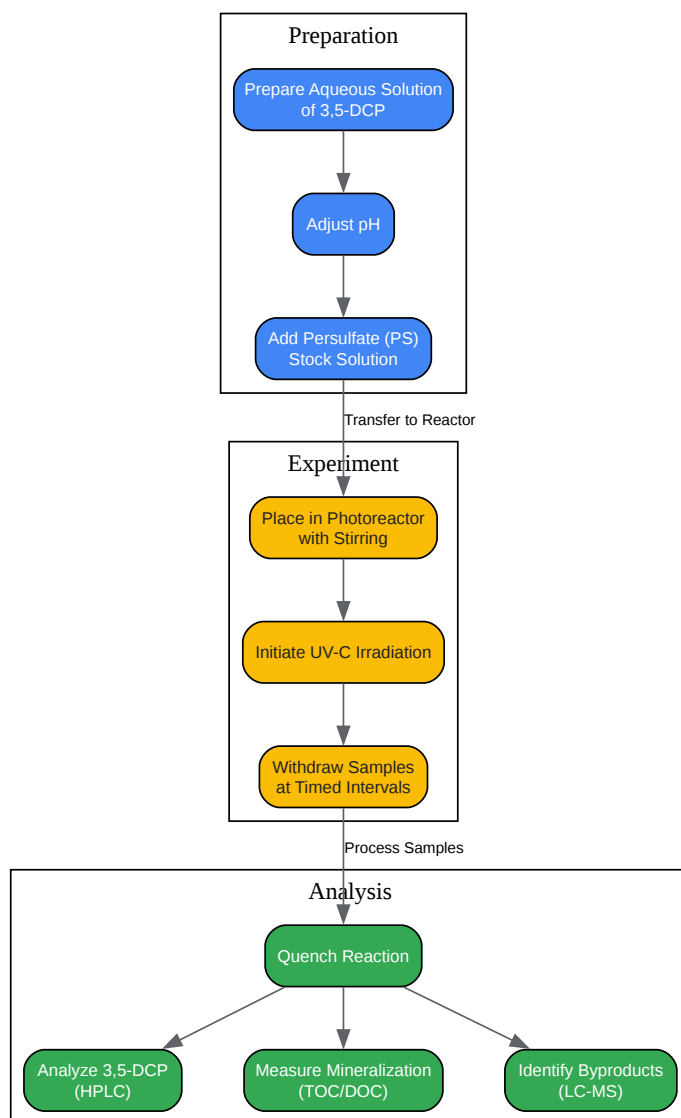 Preparation
Prepare Aqueous Solution
of 3,5-DCP
Adjust pH
Add Persulfate (PS)
Stock Solution
Transfer to Reactor
Experiment
Place in Photoreactor
with Stirring
Initiate UV-C Irradiation
Withdraw Samples
at Timed Intervals
Process Samples
Analysis
Quench Reaction
Analyze 3,5-DCP
(HPLC)
Measure Mineralization
(TOC/DOC)
Identify Byproducts
(LC-MS)